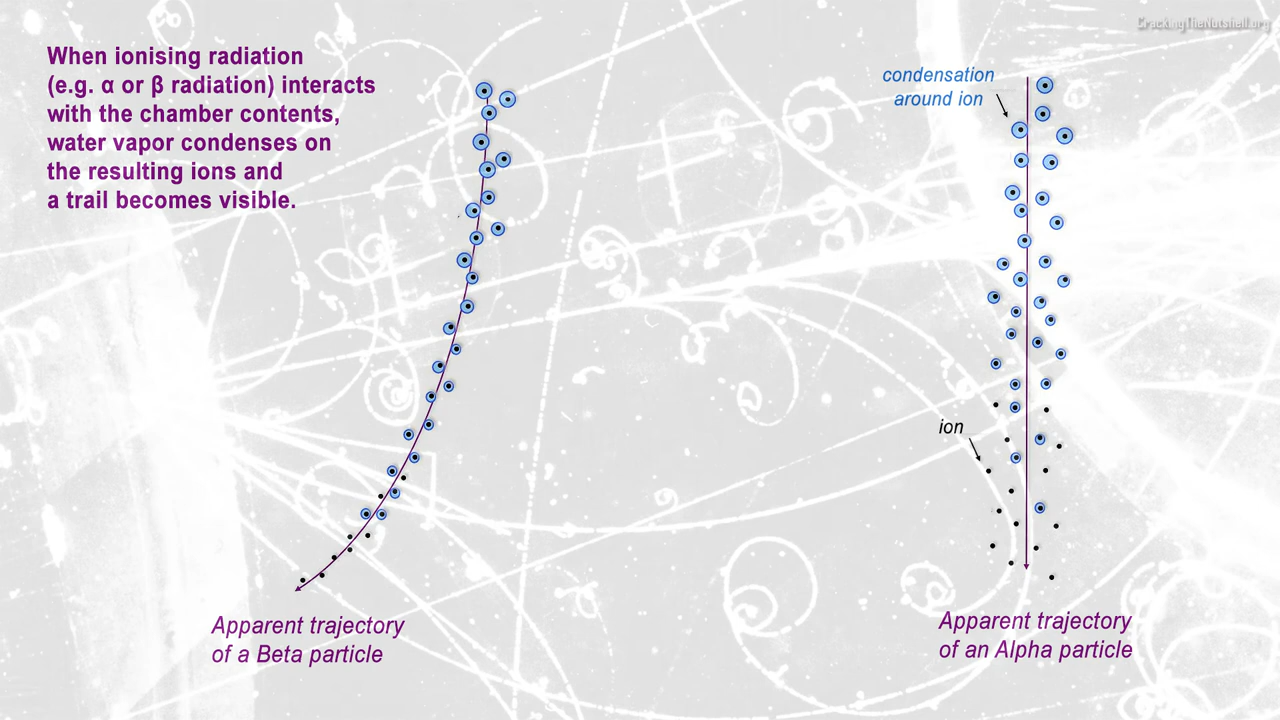 CrackingTheNutshell.org
When ionising radiation
(e.g. α or β radiation) interacts
with the chamber contents,
water vapor condenses on
the resulting ions and
a trail becomes visible.
condensation
around ion
ion
Apparent trajectory
of a Beta particle
Apparent trajectory
of an Alpha particle